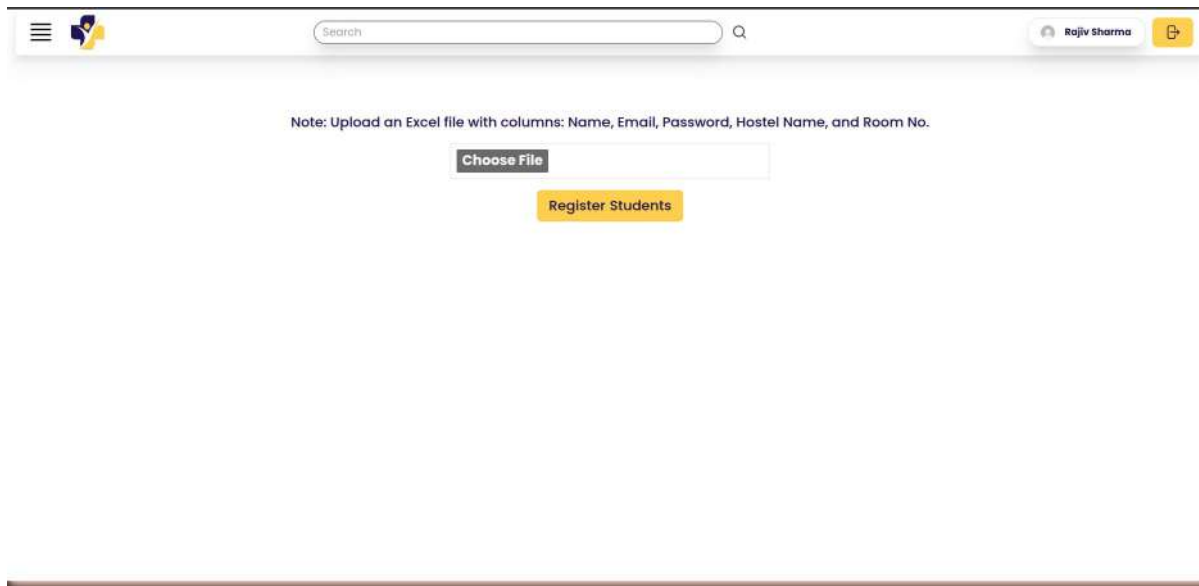 Search
Rajiv Sharma
Note: Upload an Excel file with columns: Name, Email, Password, Hostel Name, and Room No.
Choose File
Register Students